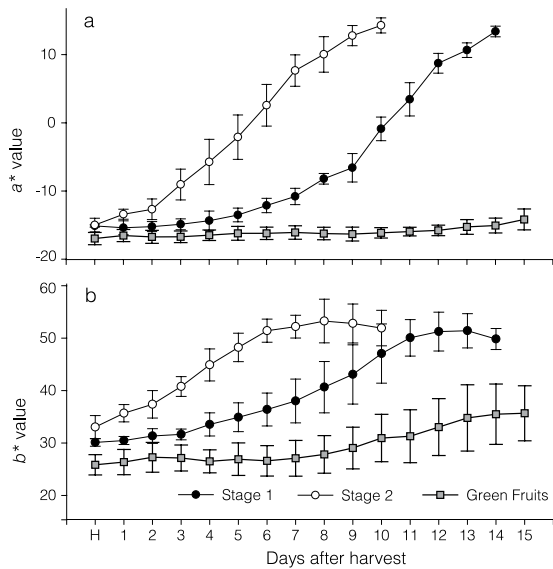 a
10
0
-10
-20
a* value
b
60
50
40
30
20
b* value
Stage 1 Stage 2 Green Fruits
H 1 2 3 4 5 6 7 8 9 10 11 12 13 14 15
Days after harvest